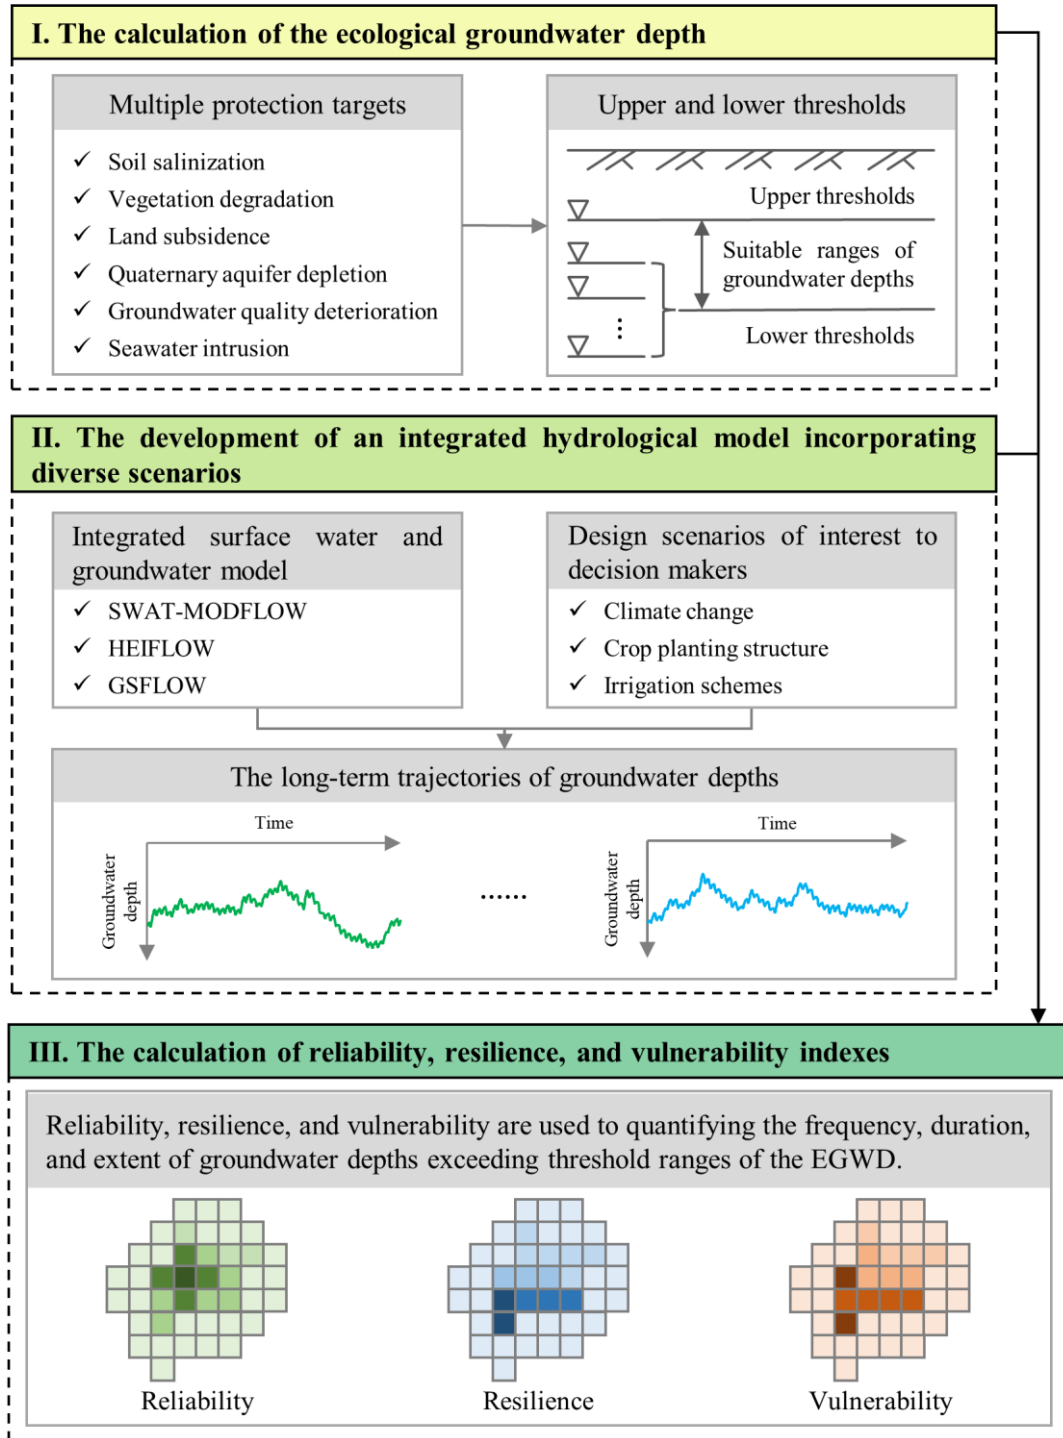 I. The calculation of the ecological groundwater depth
Multiple protection targets
✓ Soil salinization
✓ Vegetation degradation
✓ Land subsidence
✓ Quaternary aquifer depletion
✓ Groundwater quality deterioration
✓ Seawater intrusion
Upper and lower thresholds
Upper thresholds
Suitable ranges of
groundwater depths
Lower thresholds
II. The development of an integrated hydrological model incorporating
diverse scenarios
Integrated surface water and
groundwater model
✓ SWAT-MODFLOW
✓ HEIFLOW
✓ GSFLOW
Design scenarios of interest to
decision makers
✓ Climate change
✓ Crop planting structure
✓ Irrigation schemes
The long-term trajectories of groundwater depths
Time
Groundwater
depth
......
Time
Groundwater
depth
III. The calculation of reliability, resilience, and vulnerability indexes
Reliability, resilience, and vulnerability are used to quantifying the frequency, duration,
and extent of groundwater depths exceeding threshold ranges of the EGWD.
Reliability
Resilience
Vulnerability